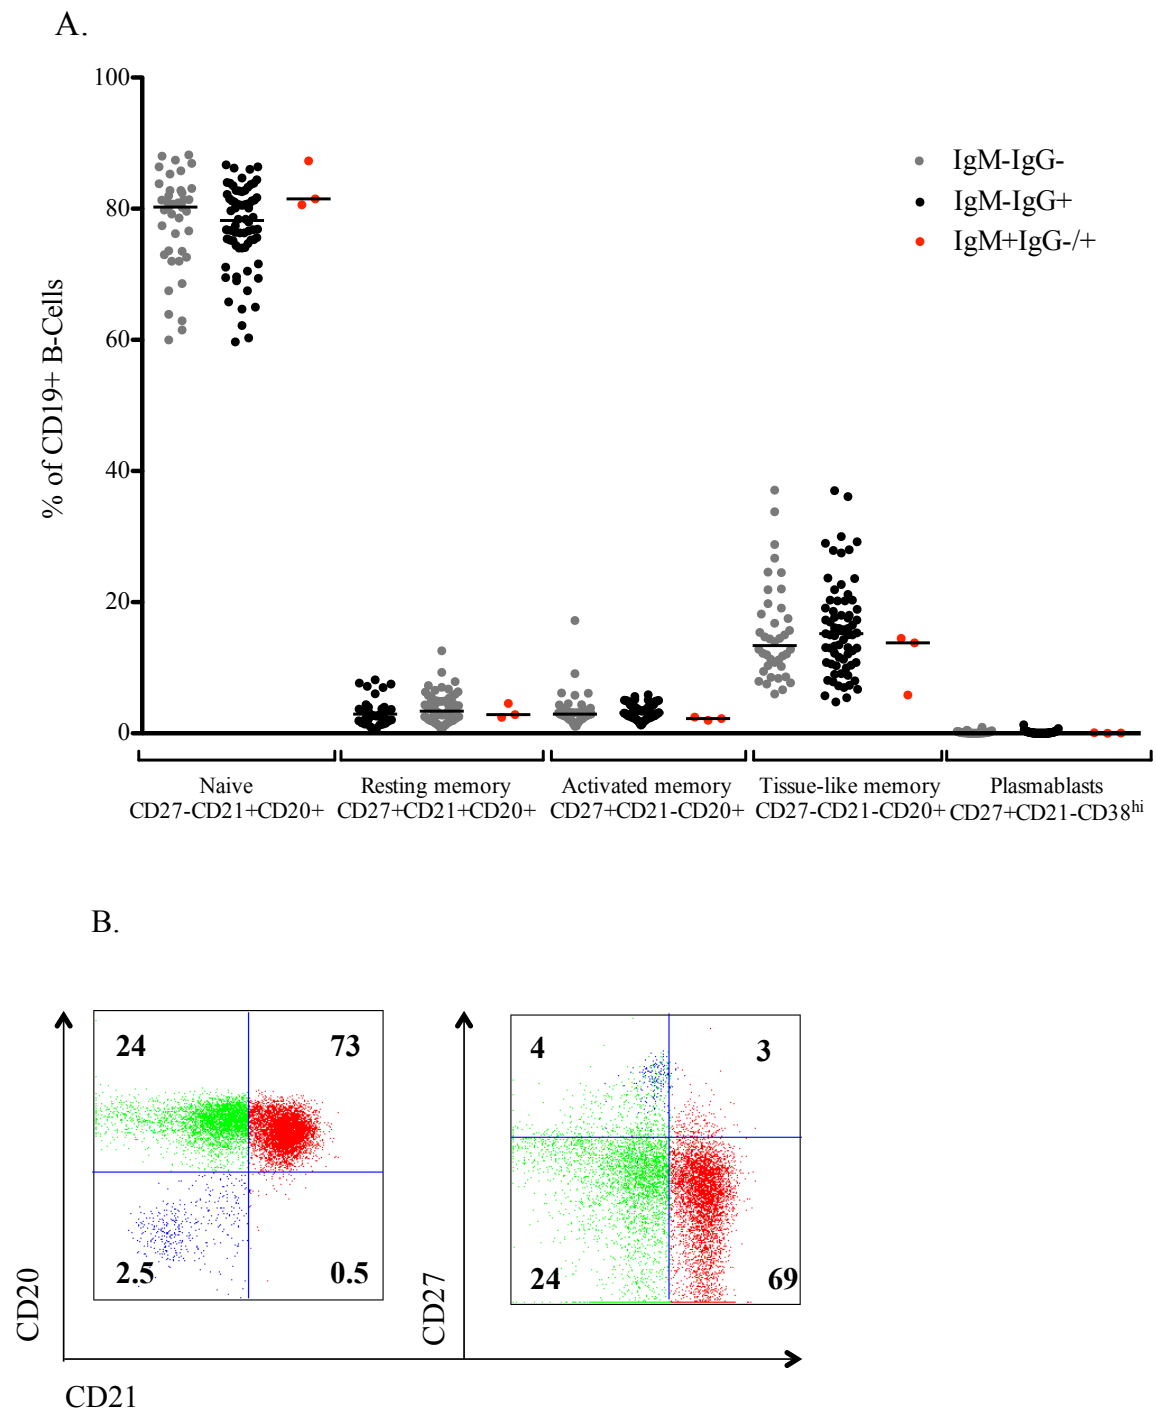 A.
100
80
60
40
20
0
% of CD19+ B-Cells
IgM-IgG-
IgM-IgG+
IgM+IgG-/+
Naive
CD27-CD21+CD20+
Resting memory
CD27+CD21+CD20+
Activated memory
CD27+CD21-CD20+
Tissue-like memory
CD27-CD21-CD20+
Plasmablasts
CD27+CD21-CD38hi
B.
24
73
2.5
0.5
CD20
CD21
4
3
24
69
CD27